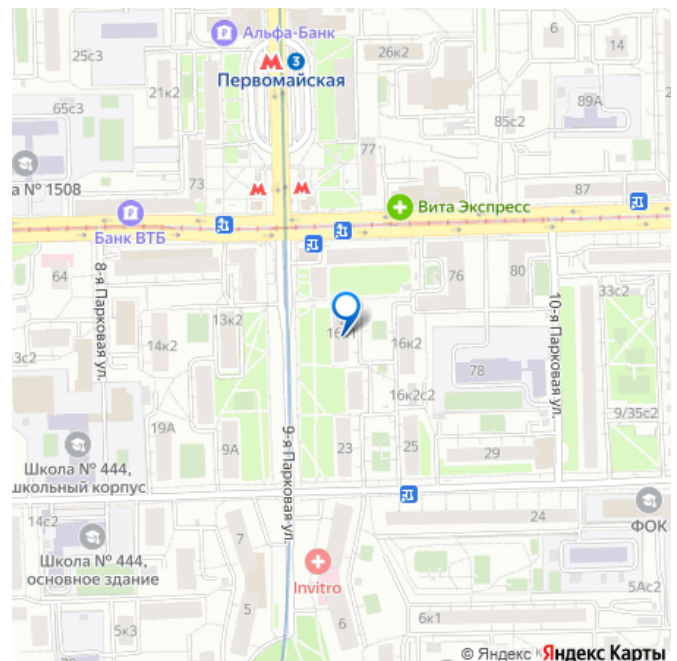 Альфа-Банк
6
14
25с3
26к2
3
Первомайская
21к2
89А
65с3
85с2
77
а № 1508
73
87
Вита Экспресс
Банк ВТБ
64
76
80
8-я Парковая ул.
33с2
13к2
10-я Парковая ул.
14к2
16к2
3с2
78
16к2с2
9/35с2
19А
9А
9-я Парковая ул.
23
25
29
Школа № 444,
школьный корпус
14с2
24
ФОК
7
Школа № 444,
основное здание
Invitro
5Ас2
5
6
6к1
5к3
© Яндекс
Яндекс Карты